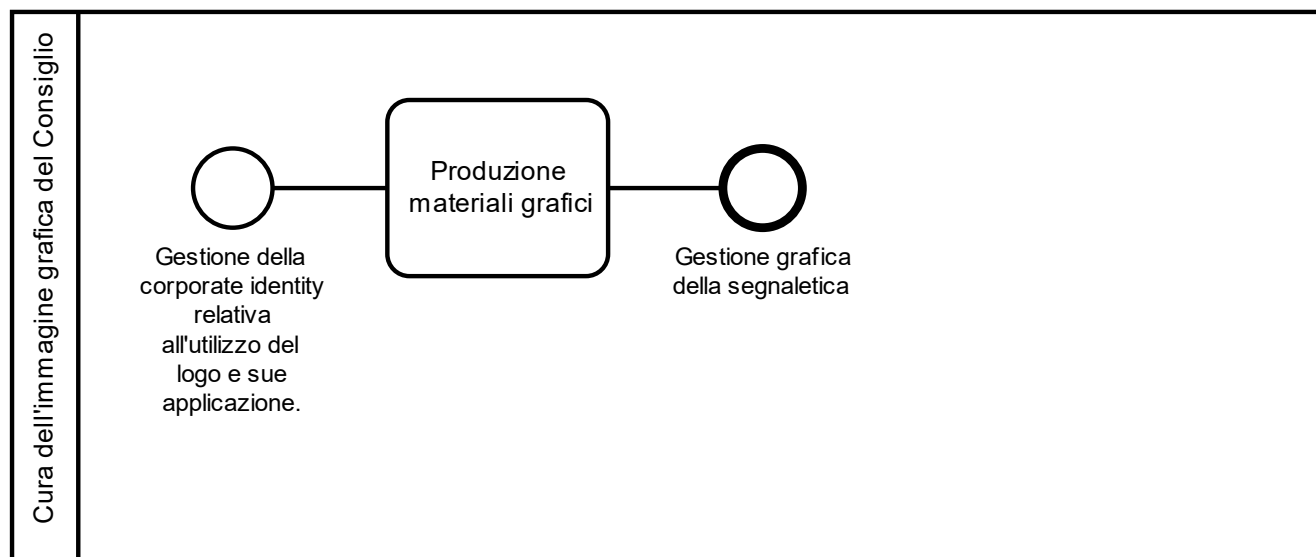 Cura dell'immagine grafica del Consiglio
Produzione
materiali grafici
Gestione della
corporate identity
relativa
all'utilizzo del
logo e sue
applicazione.
Gestione grafica
della segnaletica